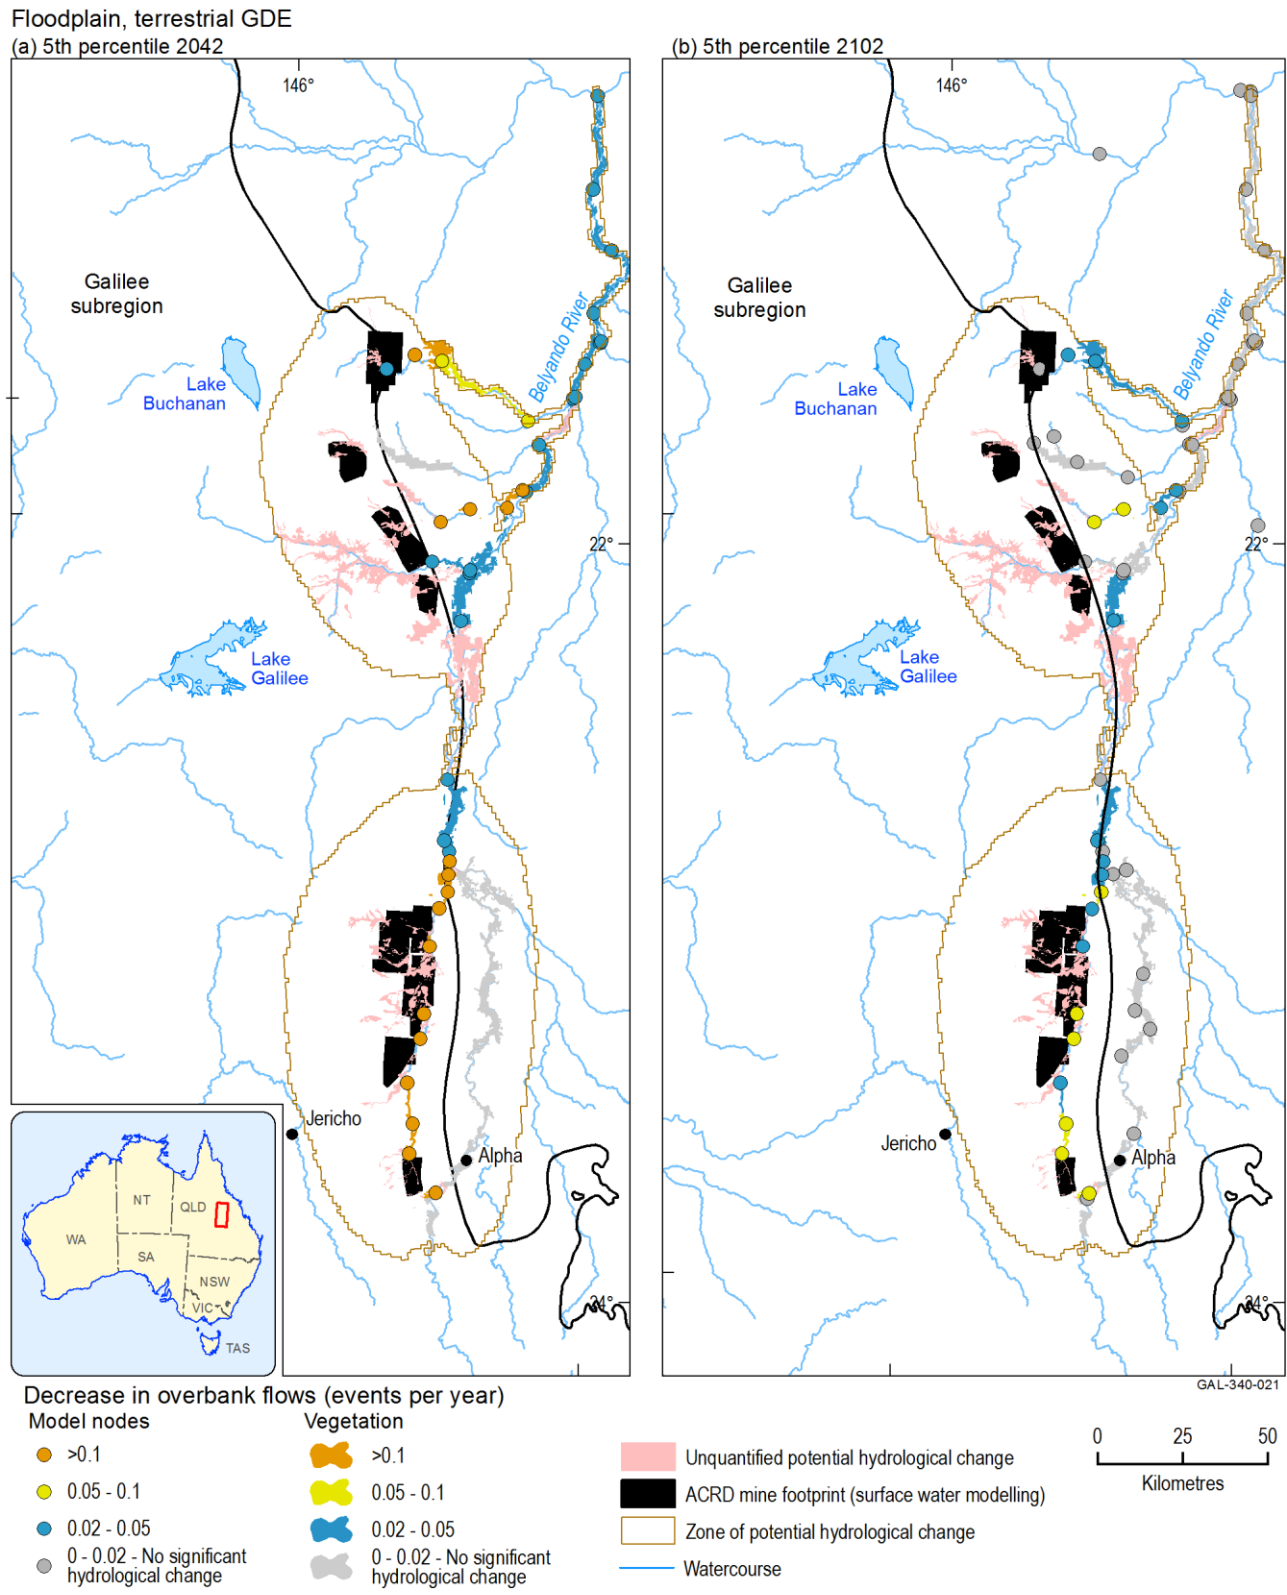 Floodplain, terrestrial GDE
(a) 5th percentile 2042
(b) 5th percentile 2102
146°
146°
Galilee
subregion
Galilee
subregion
Belyando River
Belyando River
Lake
Buchanan
Lake
Buchanan
22°
22°
Lake
Galilee
Lake
Galilee
Jericho
Alpha
Jericho
Alpha
24°
WA
NT
QLD
SA
NSW
VIC
TAS
GAL-340-021
Decrease in overbank flows (events per year)
Model nodes
>0.1
0.05 - 0.1
0.02 - 0.05
0 - 0.02 - No significant
hydrological change
Vegetation
>0.1
0.05 - 0.1
0.02 - 0.05
0 - 0.02 - No significant
hydrological change
Unquantified potential hydrological change
ACRD mine footprint (surface water modelling)
Zone of potential hydrological change
Watercourse
0 25 50
Kilometres